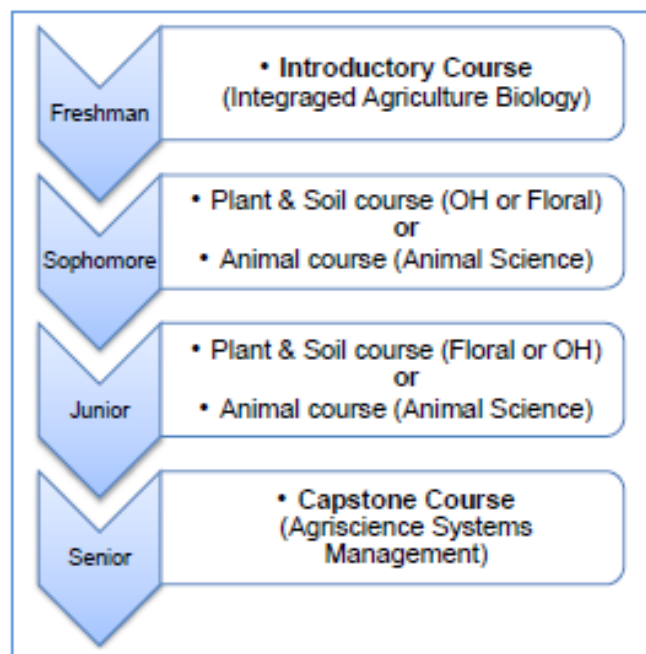 Freshman
• Introductory Course
(Integraged Agriculture Biology)
Sophomore
• Plant & Soil course (OH or Floral)
or
• Animal course (Animal Science)
Junior
• Plant & Soil course (Floral or OH)
or
• Animal course (Animal Science)
Senior
• Capstone Course
(Agriscience Systems
Management)